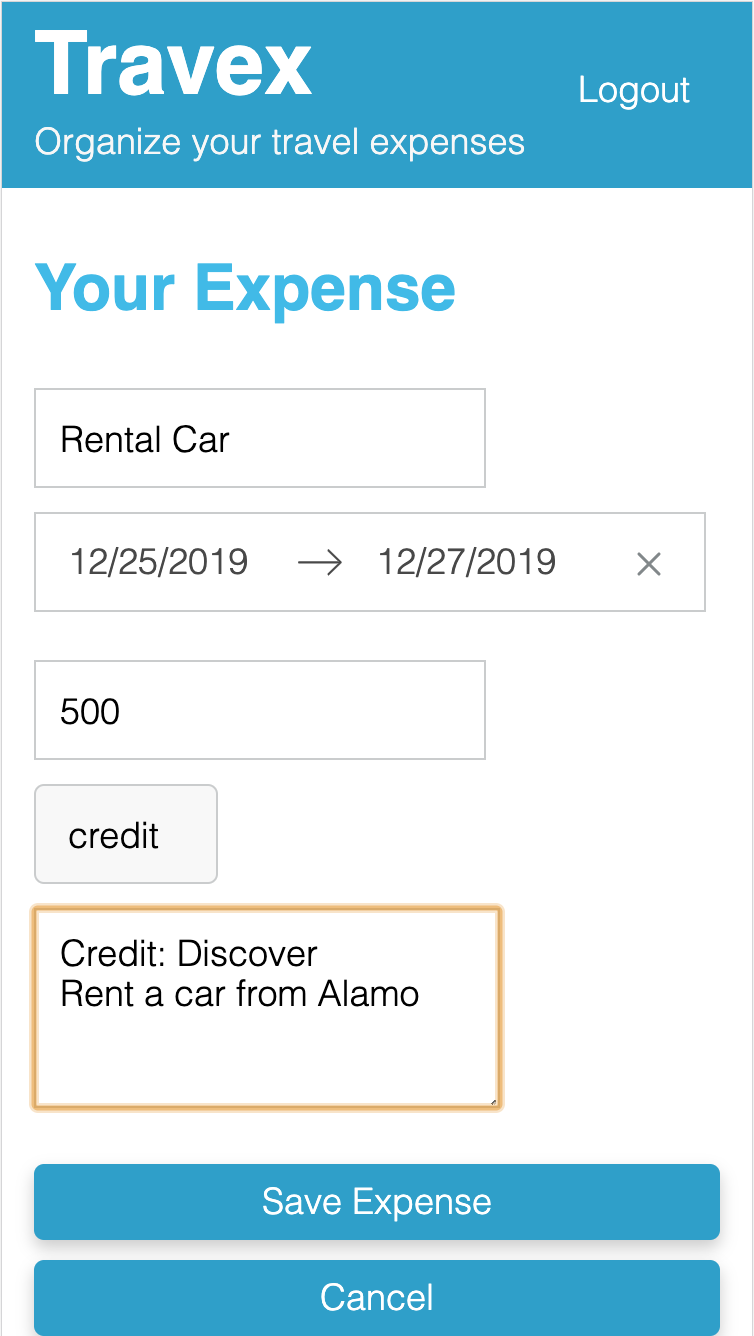 Travex
Logout
Organize your travel expenses
Your Expense
Rental Car
12/25/2019 → 12/27/2019 ×
500
credit
Credit: Discover
Rent a car from Alamo
Save Expense
Cancel